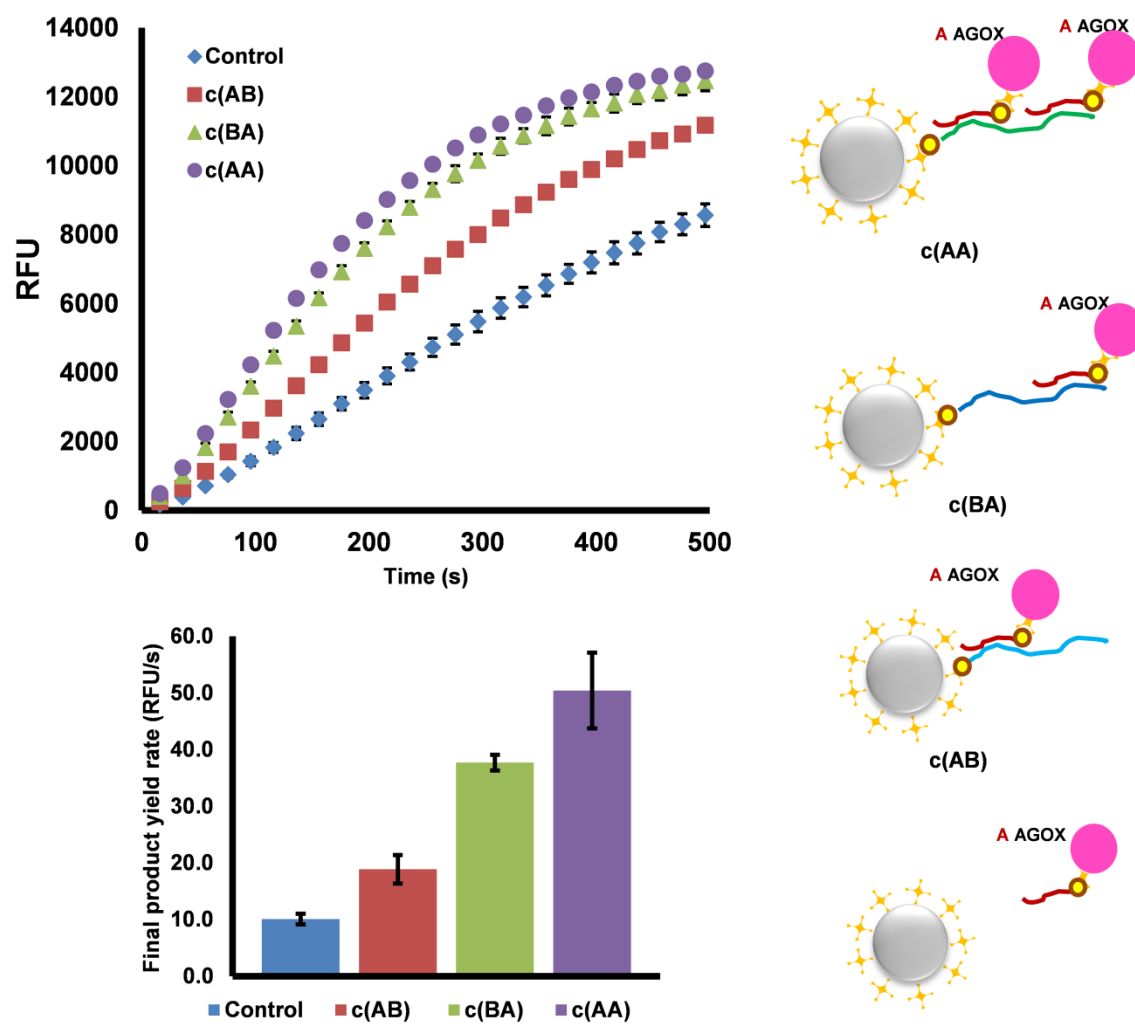 14000
12000
10000
8000
6000
4000
2000
0
RFU
Control
c(AB)
c(BA)
c(AA)
0 100 200 300 400 500
Time (s)
60.0
50.0
40.0
30.0
20.0
10.0
0.0
Final product yield rate (RFU/s)
Control c(AB) c(BA) c(AA)
A AGOX A AGOX
c(AA)
A AGOX
c(BA)
A AGOX
c(AB)
A AGOX